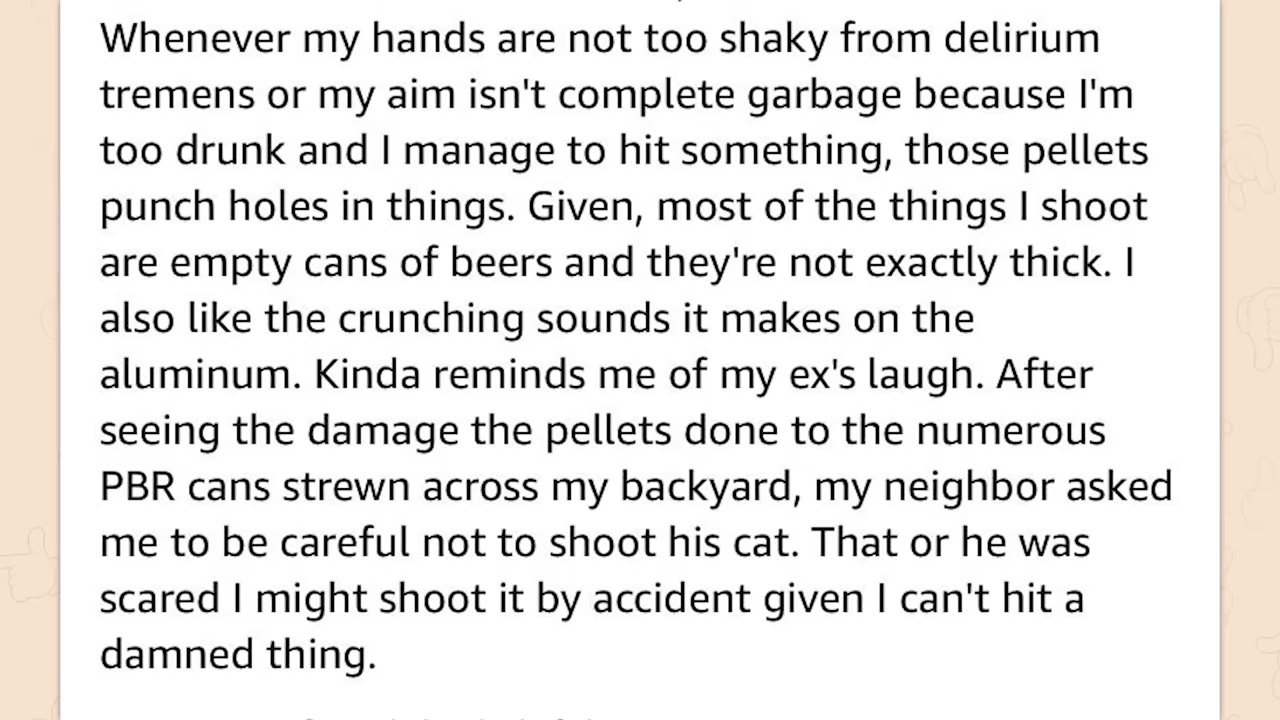 Whenever my hands are not too shaky from delirium
tremens or my aim isn't complete garbage because I'm
too drunk and I manage to hit something, those pellets
punch holes in things. Given, most of the things I shoot
are empty cans of beers and they're not exactly thick. I
also like the crunching sounds it makes on the
aluminum. Kinda reminds me of my ex's laugh. After
seeing the damage the pellets done to the numerous
PBR cans strewn across my backyard, my neighbor asked
me to be careful not to shoot his cat. That or he was
scared I might shoot it by accident given I can't hit a
damned thing.